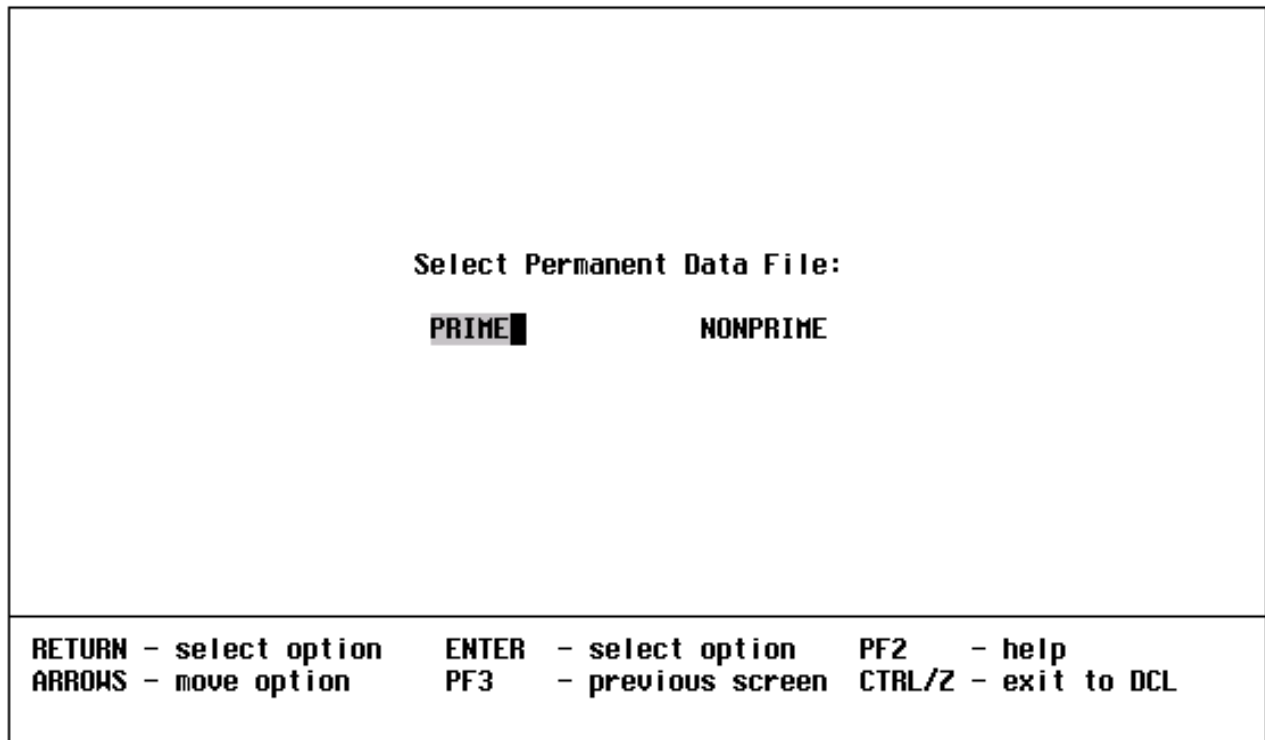 Select Permanent Data File:
PRIME NONPRIME
RETURN - select option ENTER - select option PF2 - help
ARROWS - move option PF3 - previous screen CTRL/Z - exit to DCL